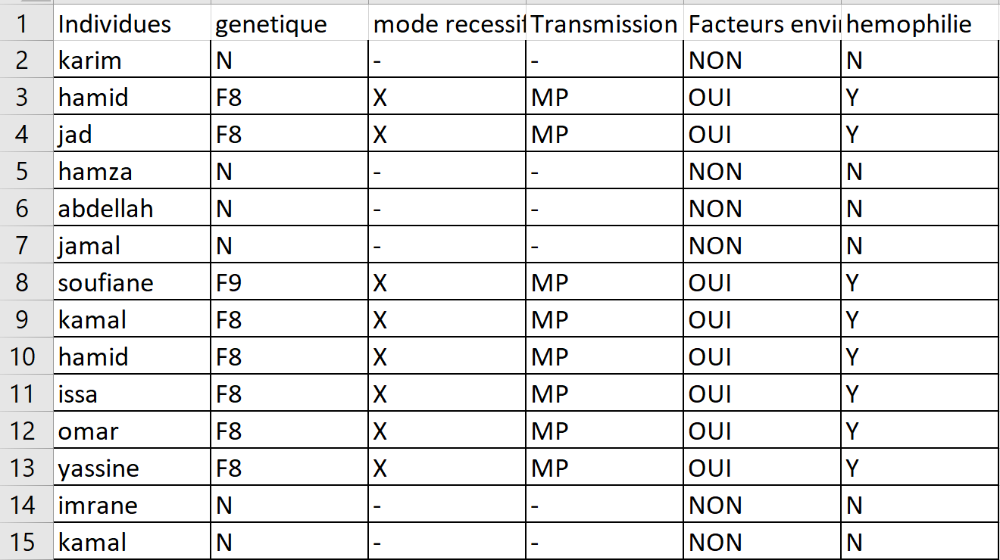 1 Individues genetique mode recessif Transmission Facteurs envi hemophilie
2 karim N - - NON N
3 hamid F8 X MP OUI Y
4 jad F8 X MP OUI Y
5 hamza N - - NON N
6 abdellah N - - NON N
7 jamal N - - NON N
8 soufiane F9 X MP OUI Y
9 kamal F8 X MP OUI Y
10 hamid F8 X MP OUI Y
11 issa F8 X MP OUI Y
12 omar F8 X MP OUI Y
13 yassine F8 X MP OUI Y
14 imrane N - - NON N
15 kamal N - - NON N